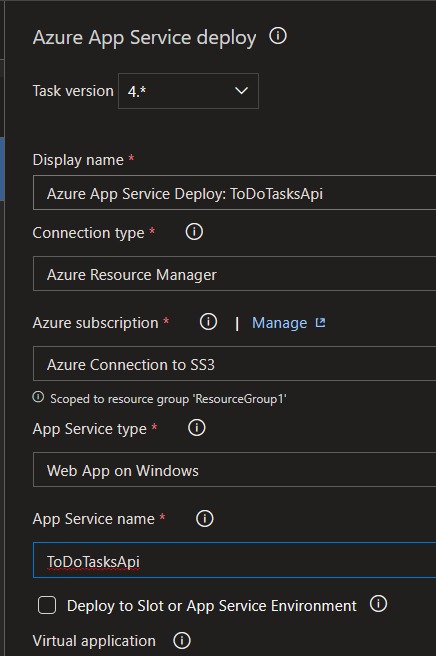 Azure App Service deploy
Task version 4.*
Display name *
Azure App Service Deploy: ToDoTasksApi
Connection type *
Azure Resource Manager
Azure subscription * | Manage
Azure Connection to SS3
Scoped to resource group 'ResourceGroup1'
App Service type *
Web App on Windows
App Service name *
ToDoTasksApi
Deploy to Slot or App Service Environment
Virtual application